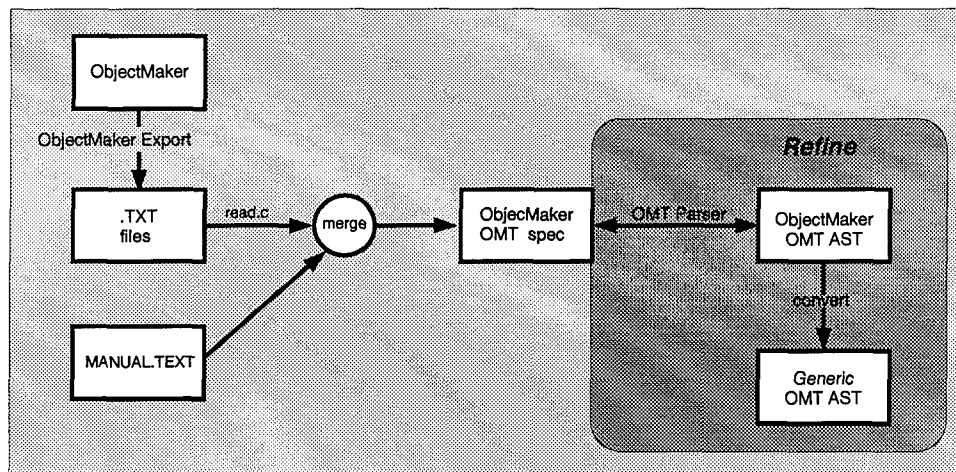 ObjectMaker
ObjectMaker Export
Refine
.TXT
files
read.c
merge
ObjecMaker
OMT spec
OMT Parser
ObjectMaker
OMT AST
convert
MANUAL.TEXT
Generic
OMT AST